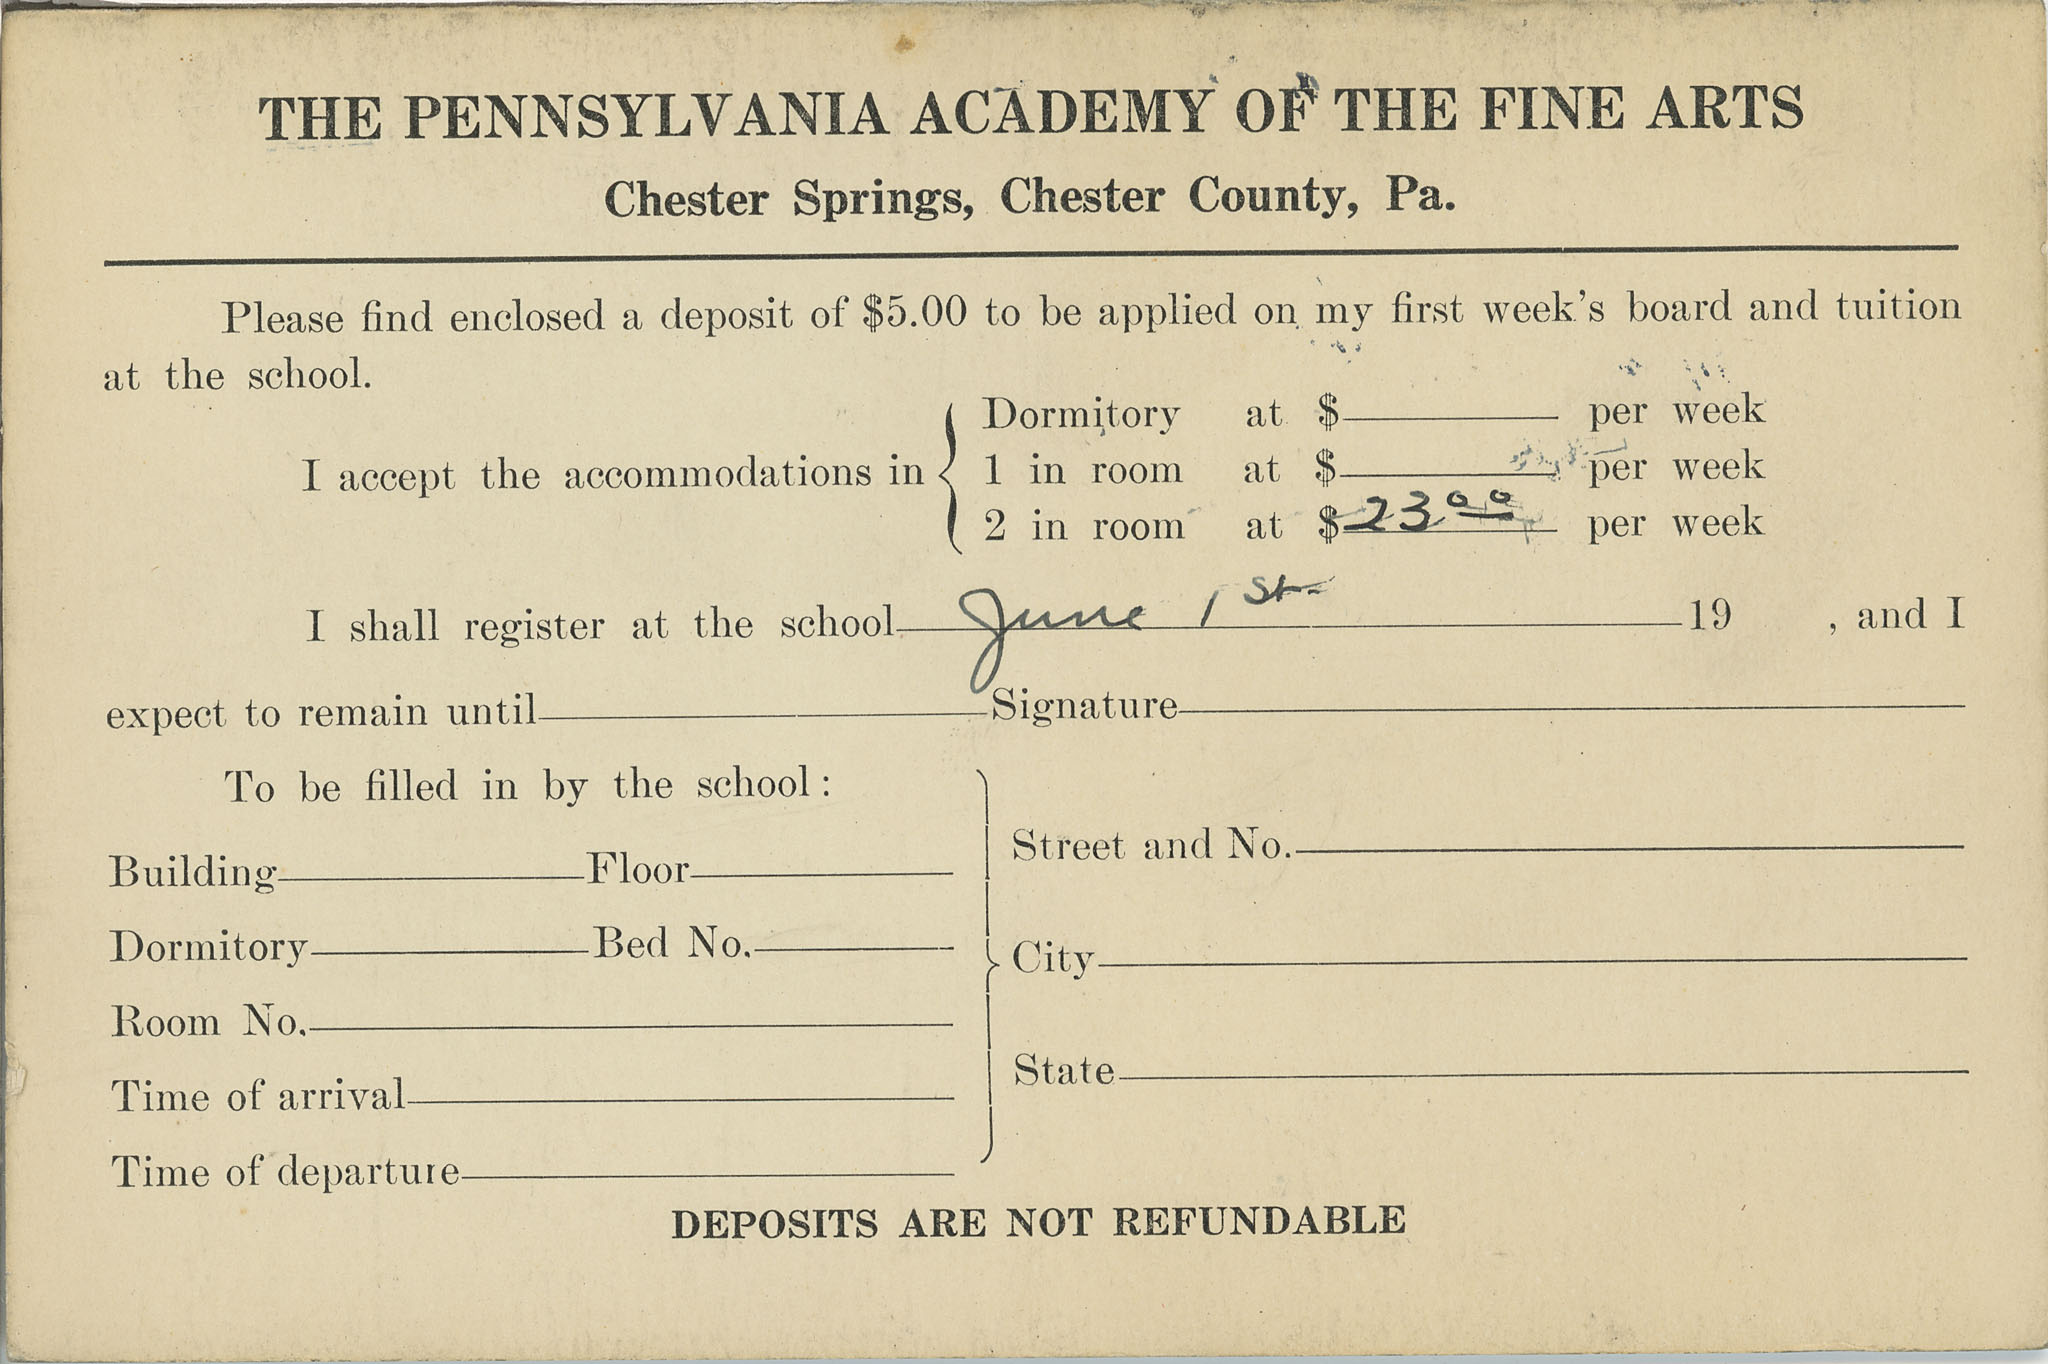 THE PENNSYLVANIA ACADEMY OF THE FINE ARTS
Chester Springs, Chester County, Pa.
Please find enclosed a deposit of $5.00 to be applied on my first week's board and tuition
at the school.
Dormitory at $ per week
I accept the accommodations in 1 in room at $ per week
2 in room at $23 00 per week
I shall register at the school June 1 st. 19 , and I
expect to remain until Signature
To be filled in by the school:
Street and No.
Building Floor
Dormitory Bed No.
City
Room No.
State
Time of arrival
Time of departure
DEPOSITS ARE NOT REFUNDABLE